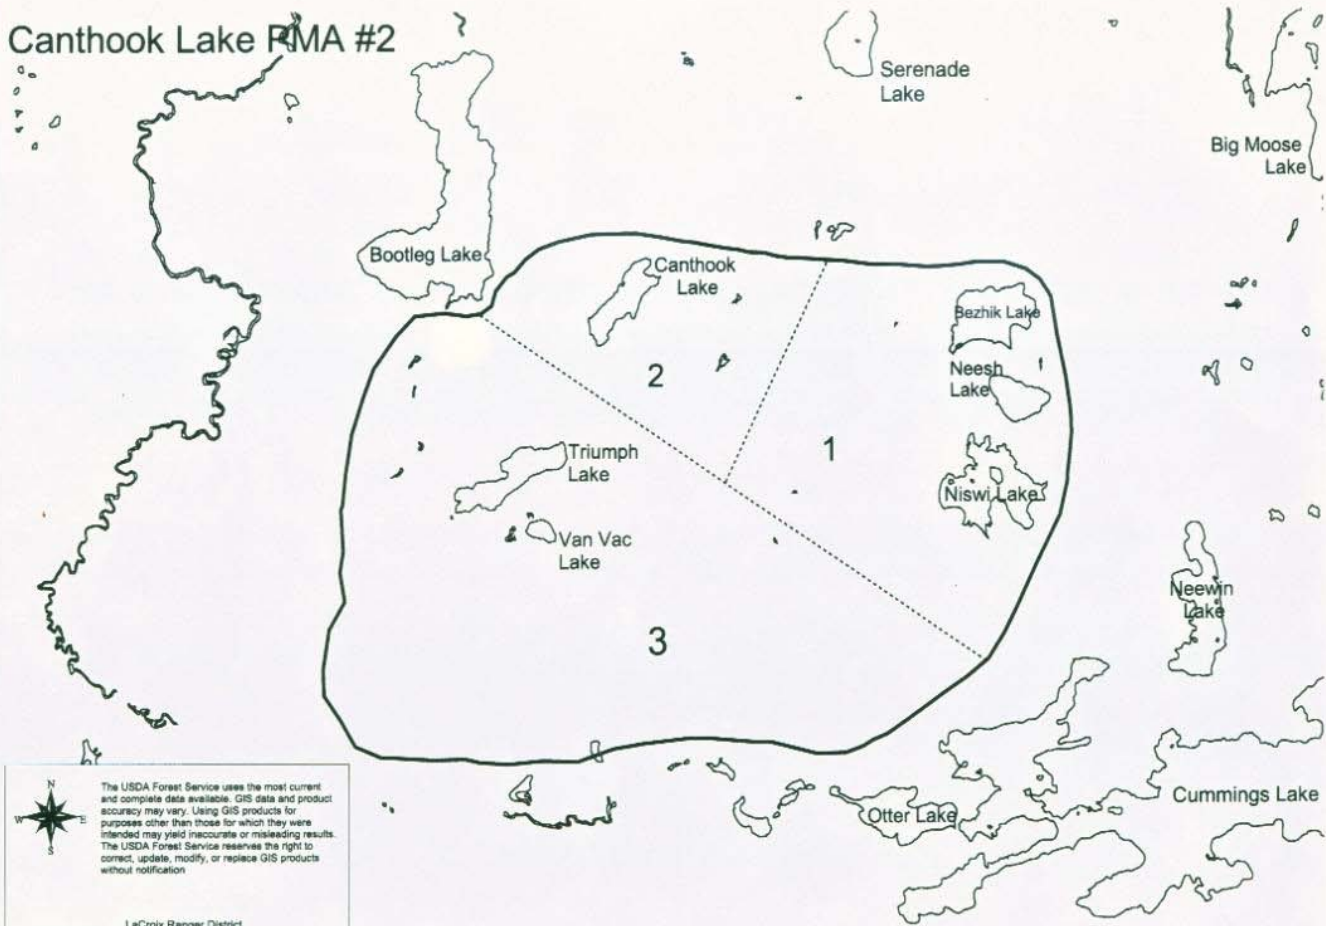 Canthook Lake PMA #2
Serenade
Lake
Big Moose
Lake
Bootleg Lake
Canthook
Lake
Bezhik Lake
Neesh
Lake
2
1
Triumph
Lake
Niswi Lake
Van Vac
Lake
Neewin
Lake
3
Cummings Lake
Otter Lake
N
W
E
S
The USDA Forest Service uses the most current
and complete data available. GIS data and product
accuracy may vary. Using GIS products for
purposes other than those for which they were
intended may yield inaccurate or misleading results.
The USDA Forest Service reserves the right to
correct, update, modify, or replace GIS products
without notification
LaCroix Ranger District